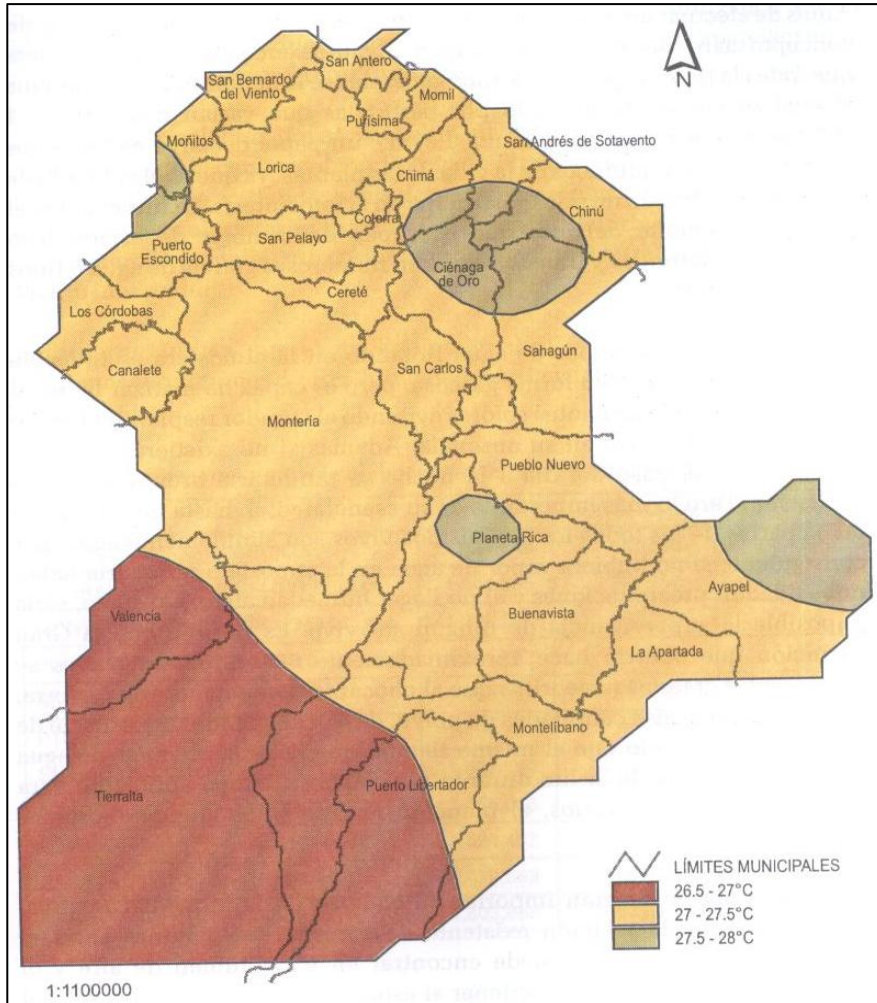 San Antero
San Bernardo
del Viento
Momil
Purísima
Moñitos
San Andrés de Sotavento
Lorica
Chimá
Cotorra
Chinú
San Pelayo
Puerto
Escondido
Ciénaga
de Oro
Cereté
Los Córdobas
Canalete
San Carlos
Sahagún
Montería
Pueblo Nuevo
Planeta Rica
Ayapel
Valencia
Buenavista
La Apartada
Montelíbano
Puerto Libertador
Tierralta
N
LÍMITES MUNICIPALES
26.5 - 27°C
27 - 27.5°C
27.5 - 28°C
1:1100000